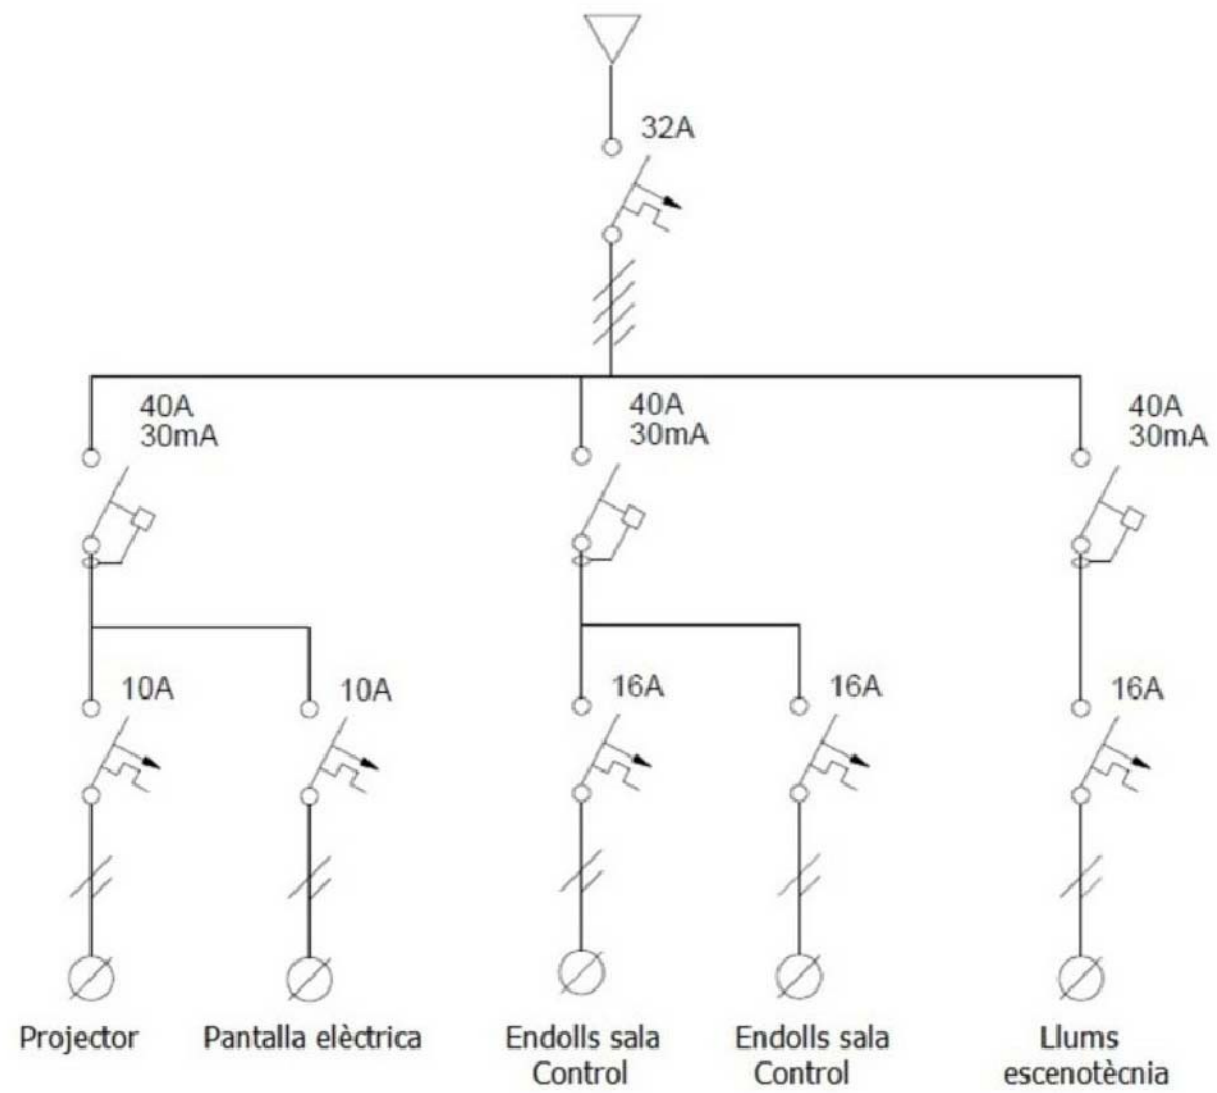 32A
40A
30mA
40A
30mA
40A
30mA
10A
10A
16A
16A
16A
Projector
Pantalla elèctrica
Endolls sala
Control
Endolls sala
Control
Llums
escenotècnia